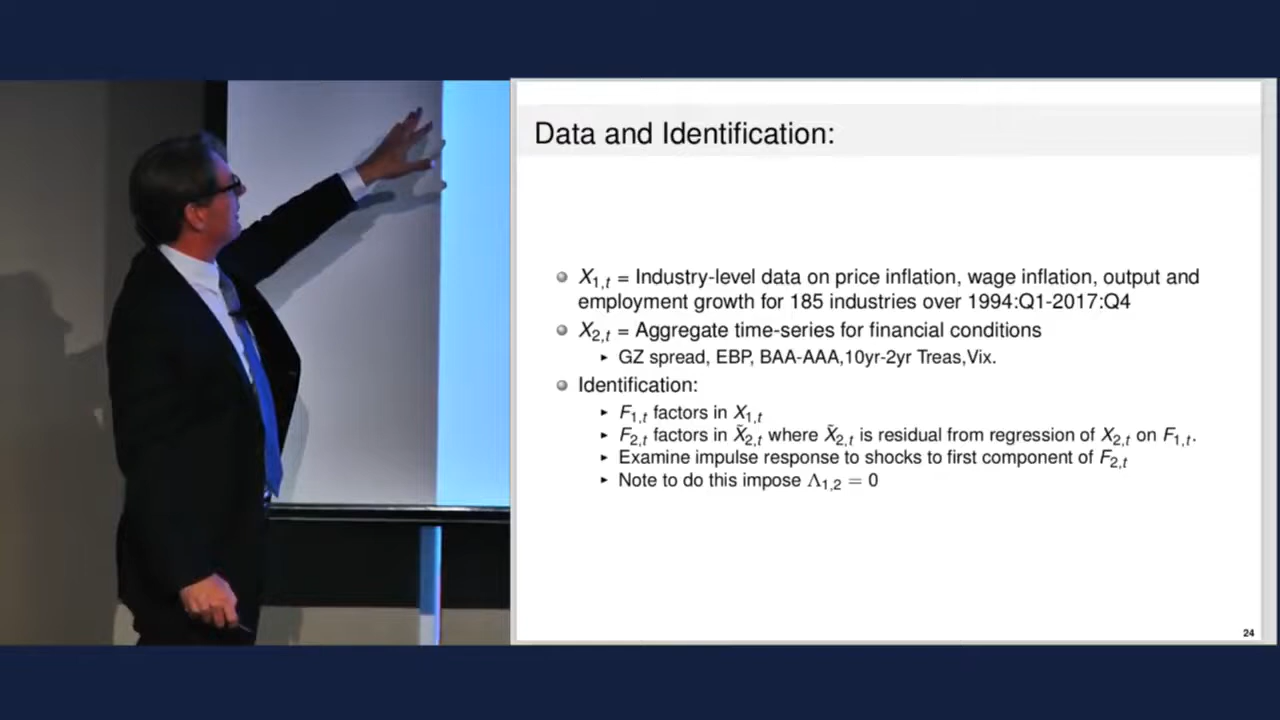 Data and Identification:
X1,t = Industry-level data on price inflation, wage inflation, output and
employment growth for 185 industries over 1994:Q1-2017:Q4
X2,t = Aggregate time-series for financial conditions
GZ spread, EBP, BAA-AAA,10yr-2yr Treas,Vix.
Identification:
F1,t factors in X1,t
F2,t factors in X̃2,t where X̃2,t is residual from regression of X2,t on F1,t.
Examine impulse response to shocks to first component of F2,t
Note to do this impose Λ1,2 = 0
24